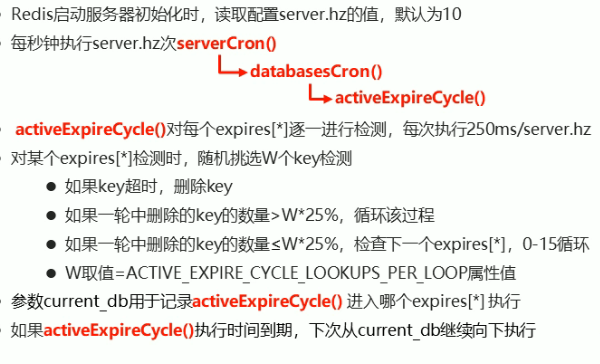 Redis启动服务器初始化时，读取配置server.hz的值，默认为10
每秒钟执行server.hz次serverCron()
databasesCron()
activeExpireCycle()
activeExpireCycle()对每个expires[*]逐一进行检测，每次执行250ms/server.hz
对某个expires[*]检测时，随机挑选W个key检测
如果key超时，删除key
如果一轮中删除的key的数量>W*25%，循环该过程
如果一轮中删除的key的数量≤W*25%，检查下一个expires[*]，0-15循环
W取值=ACTIVE_EXPIRE_CYCLE_LOOKUPS_PER_LOOP属性值
参数current_db用于记录activeExpireCycle() 进入哪个expires[*] 执行
如果activeExpireCycle()执行时间到期，下次从current_db继续向下执行